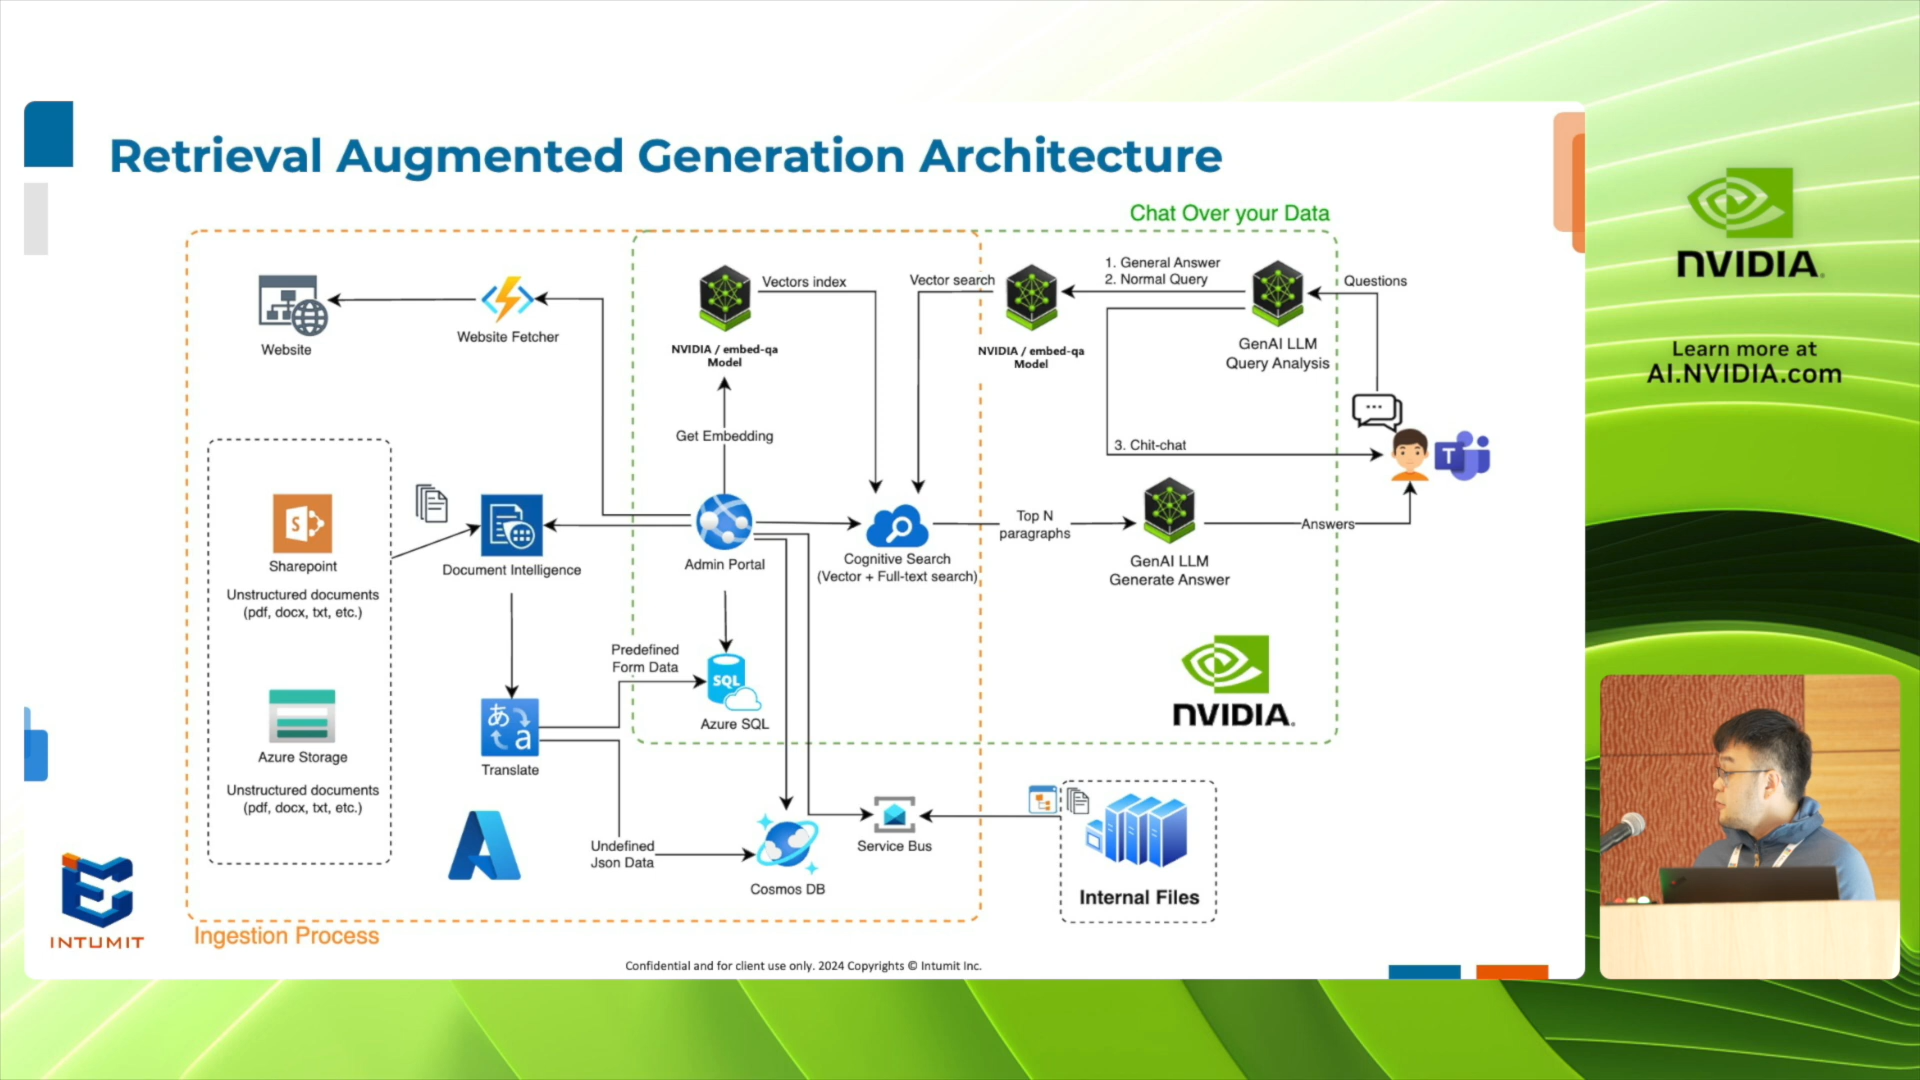 Retrieval Augmented Generation Architecture
Chat Over your Data
Website
Website Fetcher
NVIDIA / embed-qa
Model
Vectors index
Vector search
NVIDIA / embed-qa
Model
1. General Answer
2. Normal Query
GenAI LLM
Query Analysis
Questions
Get Embedding
3. Chit-chat
T
S
Sharepoint
Unstructured documents
(pdf, docx, txt, etc.)
Document Intelligence
Admin Portal
Cognitive Search
(Vector + Full-text search)
Top N
paragraphs
GenAI LLM
Generate Answer
Answers
Azure Storage
Unstructured documents
(pdf, docx, txt, etc.)
あ
a
Translate
Predefined
Form Data
SQL
Azure SQL
NVIDIA.
Undefined
Json Data
Cosmos DB
Service Bus
Internal Files
INTUMIT
Ingestion Process
Confidential and for client use only. 2024 Copyrights © Intumit Inc.
NVIDIA.
Learn more at
AI.NVIDIA.com